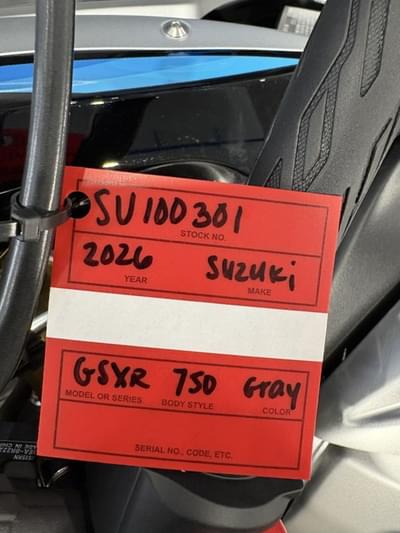 SU100301
STOCK NO.
2026 Suzuki
YEAR MAKE
GSXR 750 Gray
MODEL OR SERIES BODY STYLE COLOR
SERIAL NO., CODE, ETC.